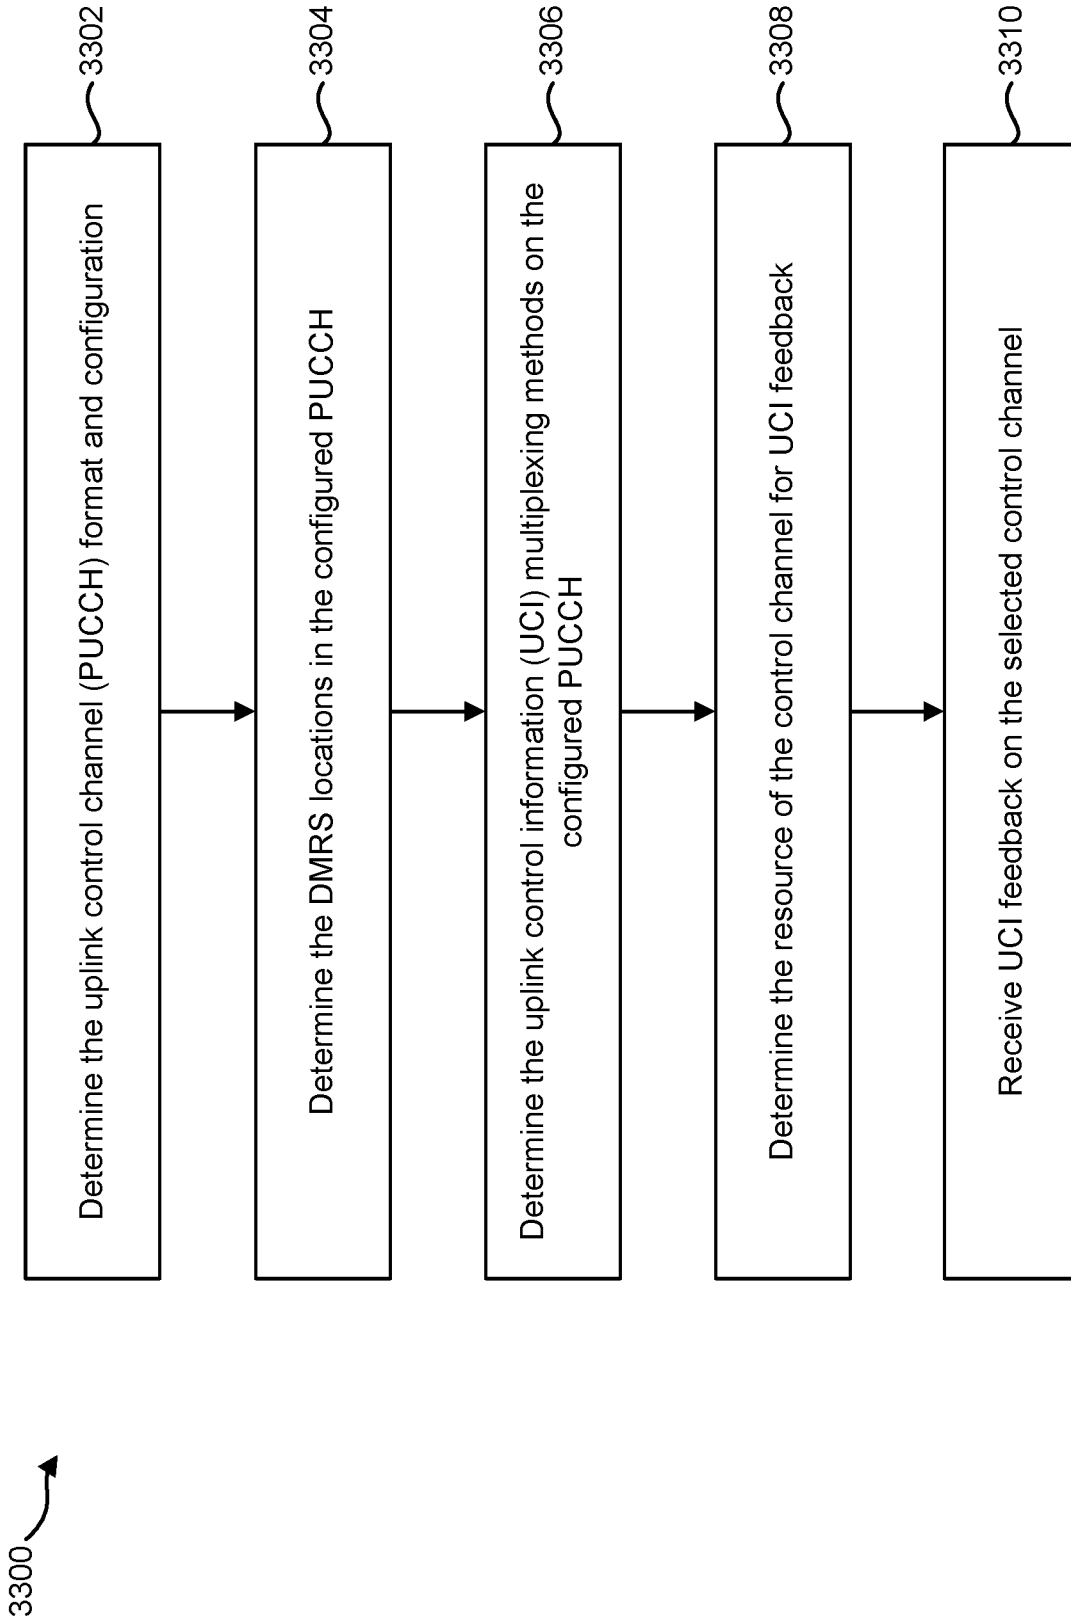 3300
Determine the uplink control channel (PUCCH) format and configuration
3302
Determine the DMRS locations in the configured PUCCH
3304
Determine the uplink control information (UCI) multiplexing methods on the
configured PUCCH
3306
Determine the resource of the control channel for UCI feedback
3308
Receive UCI feedback on the selected control channel
3310